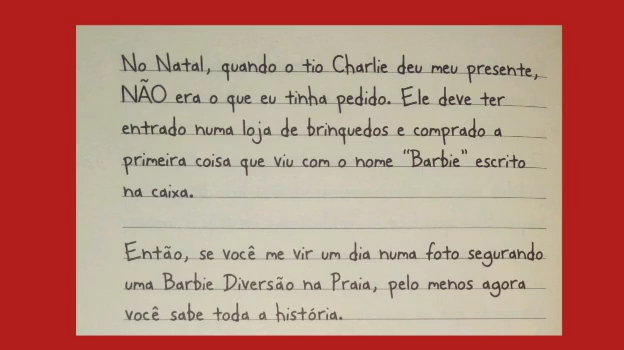 No Natal, quando o tio Charlie deu meu presente,
NÃO era o que eu tinha pedido. Ele deve ter
entrado numa loja de brinquedos e comprado a
primeira coisa que viu com o nome "Barbie" escrito
na caixa.
Então, se você me vir um dia numa foto segurando
uma Barbie Diversão na Praia, pelo menos agora
você sabe toda a história.